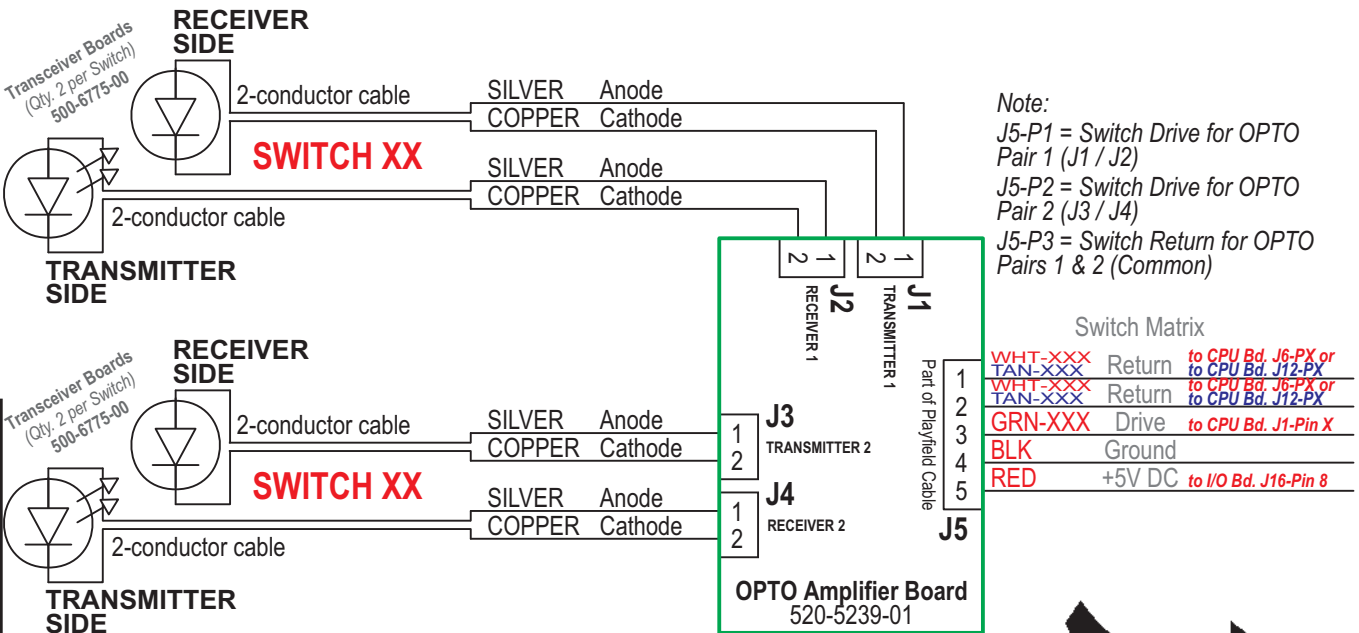 Transceiver Boards
(Qty. 2 per Switch)
500-6775-00
RECEIVER
SIDE
2-conductor cable
SILVER Anode
COPPER Cathode
SWITCH XX
SILVER Anode
COPPER Cathode
2-conductor cable
TRANSMITTER
SIDE
Note:
J5-P1 = Switch Drive for OPTO
Pair 1 (J1 / J2)
J5-P2 = Switch Drive for OPTO
Pair 2 (J3 / J4)
J5-P3 = Switch Return for OPTO
Pairs 1 & 2 (Common)
2 1
J2
RECEIVER 1
2 1
J1
TRANSMITTER 1
Transceiver Boards
(Qty. 2 per Switch)
500-6775-00
RECEIVER
SIDE
2-conductor cable
SILVER Anode
COPPER Cathode
SWITCH XX
SILVER Anode
COPPER Cathode
2-conductor cable
TRANSMITTER
SIDE
1
2
J3
TRANSMITTER 2
1
2
J4
RECEIVER 2
Part of Playfield Cable
1
2
3
4
5
J5
OPTO Amplifier Board
520-5239-01
Switch Matrix
WHT-XXX Return to CPU Bd. J6-PX or
TAN-XXX to CPU Bd. J12-PX
WHT-XXX Return to CPU Bd. J6-PX or
TAN-XXX to CPU Bd. J12-PX
GRN-XXX Drive to CPU Bd. J1-Pin X
BLK Ground
RED +5V DC to I/O Bd. J16-Pin 8